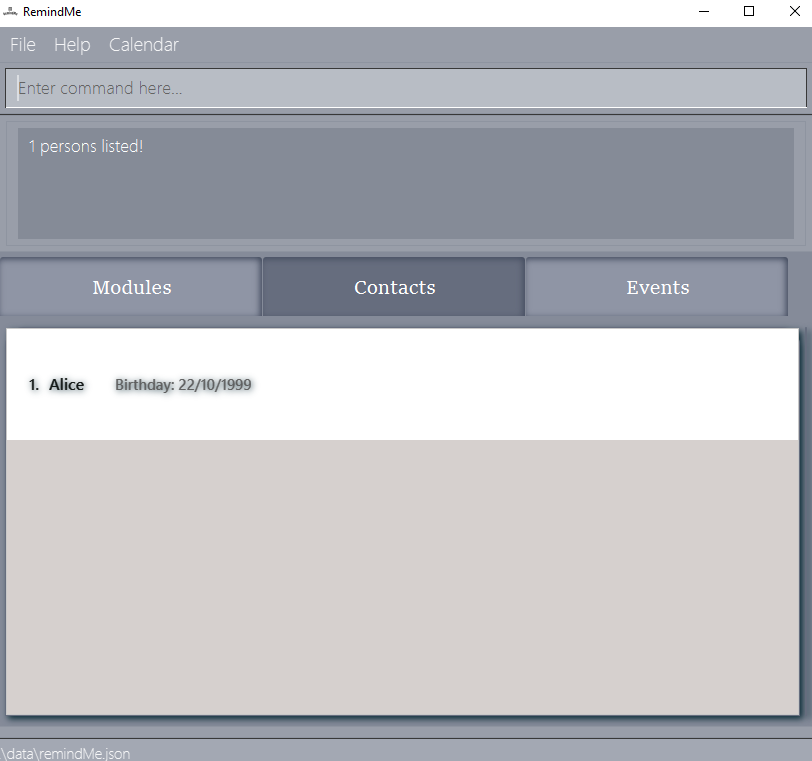 RemindMe
File Help Calendar
Enter command here...
1 persons listed!
Modules Contacts Events
1. Alice Birthday: 22/10/1999
.\data\remindMe.json